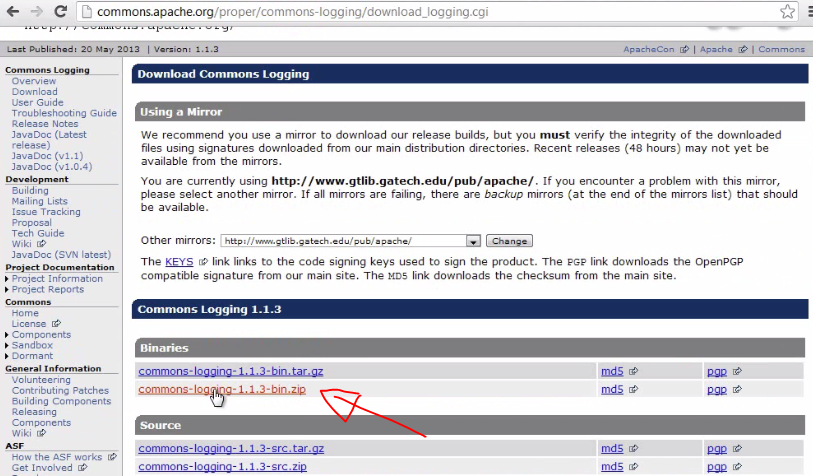 commons.apache.org/proper/commons-logging/download_logging.cgi
http://commons.apache.org/
Last Published: 20 May 2013 | Version: 1.1.3
ApacheCon | Apache | Commons
Commons Logging
Overview
Download
User Guide
Troubleshooting Guide
Release Notes
JavaDoc (Latest
release)
JavaDoc (v1.1)
JavaDoc (v1.0.4)
Development
Building
Mailing Lists
Issue Tracking
Proposal
Tech Guide
Wiki
JavaDoc (SVN latest)
Project Documentation
Project Information
Project Reports
Commons
Home
License
Components
Sandbox
Dormant
General Information
Volunteering
Contributing Patches
Building Components
Releasing
Components
Wiki
ASF
How the ASF works
Get Involved
Download Commons Logging
Using a Mirror
We recommend you use a mirror to download our release builds, but you must verify the integrity of the downloaded
files using signatures downloaded from our main distribution directories. Recent releases (48 hours) may not yet be
available from the mirrors.
You are currently using http://www.gtlib.gatech.edu/pub/apache/. If you encounter a problem with this mirror,
please select another mirror. If all mirrors are failing, there are backup mirrors (at the end of the mirrors list) that should
be available.
Other mirrors: http://www.gtlib.gatech.edu/pub/apache/ Change
The KEYS link links to the code signing keys used to sign the product. The PGP link downloads the OpenPGP
compatible signature from our main site. The MD5 link downloads the checksum from the main site.
Commons Logging 1.1.3
Binaries
commons-logging-1.1.3-bin.tar.gz md5 pgp
commons-logging-1.1.3-bin.zip md5 pgp
Source
commons-logging-1.1.3-src.tar.gz md5 pgp
commons-logging-1.1.3-src.zip md5 pgp